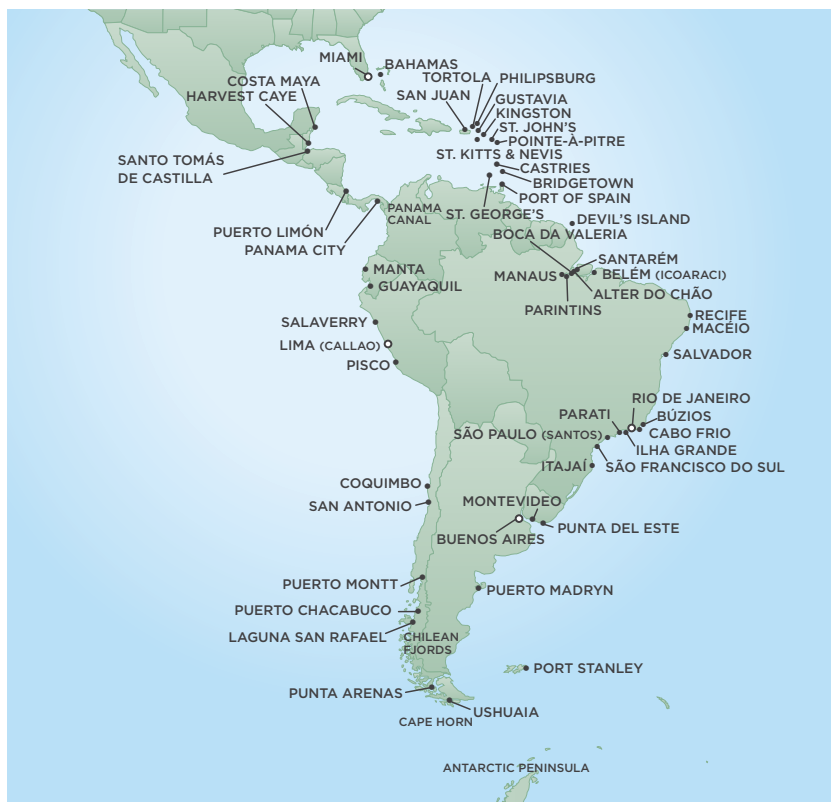 MIAMI
BAHAMAS
COSTA MAYA
TORTOLA
PHILIPSBURG
HARVEST CAYE
SAN JUAN
GUSTAVIA
KINGSTON
ST. JOHN'S
POINTE-À-PITRE
SANTO TOMÁS
DE CASTILLA
ST. KITTS & NEVIS
CASTRIES
BRIDGETOWN
PORT OF SPAIN
PANAMA
CANAL
ST. GEORGE'S
PUERTO LIMÓN
DEVIL'S ISLAND
PANAMA CITY
BOCA DA VALERIA
SANTARÉM
MANTA
MANAUS
BELÉM (ICOARACI)
GUAYAQUIL
ALTER DO CHÃO
PARINTINS
SALAVERRY
RECIFE
MACÉIO
LIMA (CALLAO)
SALVADOR
PISCO
RIO DE JANEIRO
PARATI
BÚZIOS
SÃO PAULO (SANTOS)
CABO FRIO
ILHA GRANDE
ITAJAÍ
SÃO FRANCISCO DO SUL
COQUIMBO
SAN ANTONIO
MONTEVIDEO
PUNTA DEL ESTE
BUENOS AIRES
PUERTO MONTT
PUERTO MADRYN
PUERTO CHACABUCO
LAGUNA SAN RAFAEL
CHILEAN
FJORDS
PORT STANLEY
PUNTA ARENAS
USHUAIA
CAPE HORN
ANTARCTIC PENINSULA